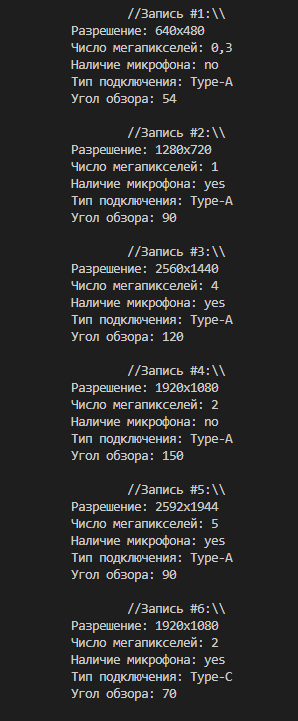 //Запись #1:\\
Разрешение: 640x480
Число мегапикселей: 0,3
Наличие микрофона: no
Тип подключения: Type-A
Угол обзора: 54
//Запись #2:\\
Разрешение: 1280x720
Число мегапикселей: 1
Наличие микрофона: yes
Тип подключения: Type-A
Угол обзора: 90
//Запись #3:\\
Разрешение: 2560x1440
Число мегапикселей: 4
Наличие микрофона: yes
Тип подключения: Type-A
Угол обзора: 120
//Запись #4:\\
Разрешение: 1920x1080
Число мегапикселей: 2
Наличие микрофона: no
Тип подключения: Type-A
Угол обзора: 150
//Запись #5:\\
Разрешение: 2592x1944
Число мегапикселей: 5
Наличие микрофона: yes
Тип подключения: Type-A
Угол обзора: 90
//Запись #6:\\
Разрешение: 1920x1080
Число мегапикселей: 2
Наличие микрофона: yes
Тип подключения: Type-C
Угол обзора: 70